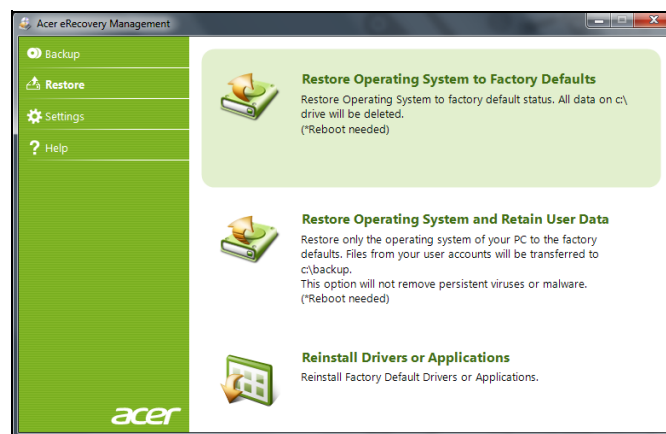 Acer eRecovery Management
Backup
Restore
Settings
? Help
Restore Operating System to Factory Defaults
Restore Operating System to factory default status. All data on c:\
drive will be deleted.
(*Reboot needed)
Restore Operating System and Retain User Data
Restore only the operating system of your PC to the factory
defaults. Files from your user accounts will be transferred to
c:\backup.
This option will not remove persistent viruses or malware.
(*Reboot needed)
Reinstall Drivers or Applications
Reinstall Factory Default Drivers or Applications.
acer